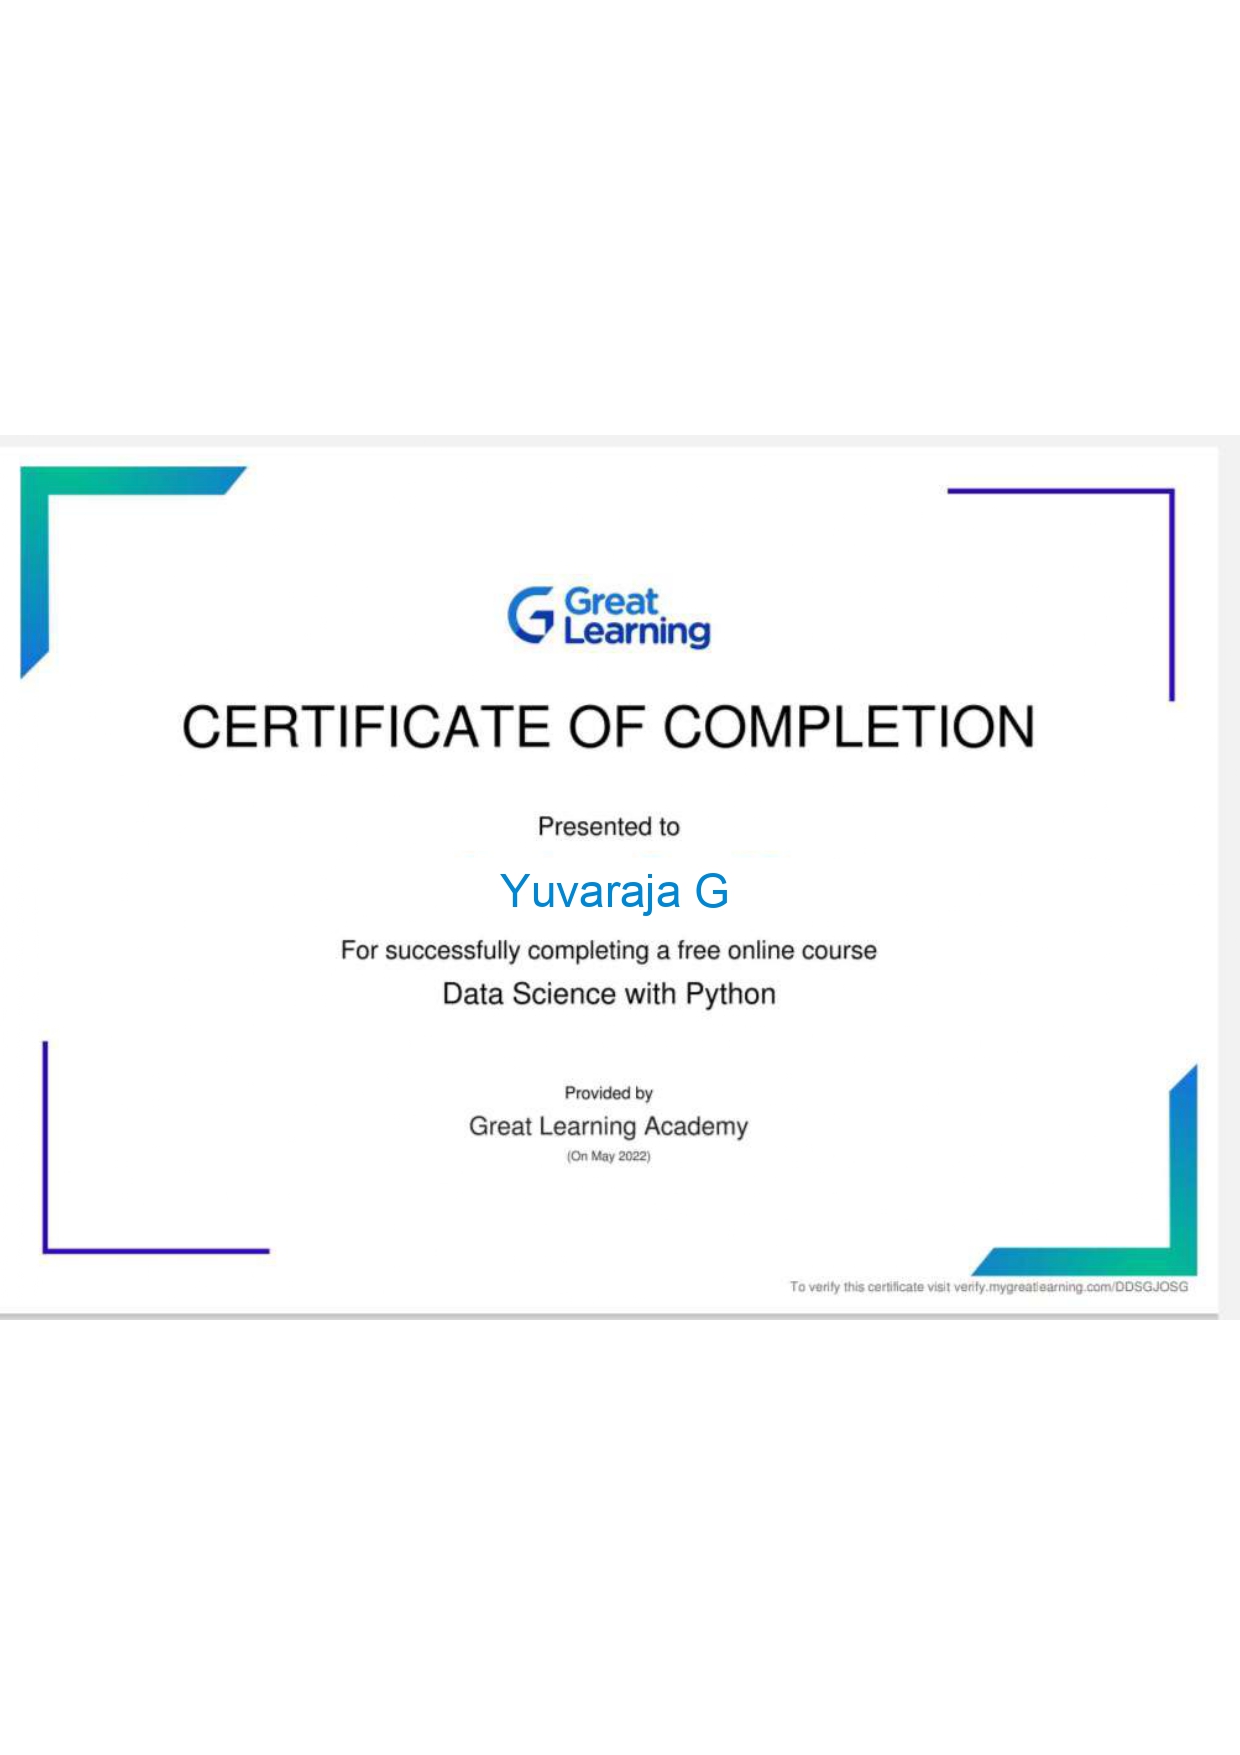 Great
Learning
CERTIFICATE OF COMPLETION
Presented to
Yuvaraja G
For successfully completing a free online course
Data Science with Python
Provided by
Great Learning Academy
(On May 2022)
To verify this certificate visit verify.mygreatlearning.com/DDSGJOSG